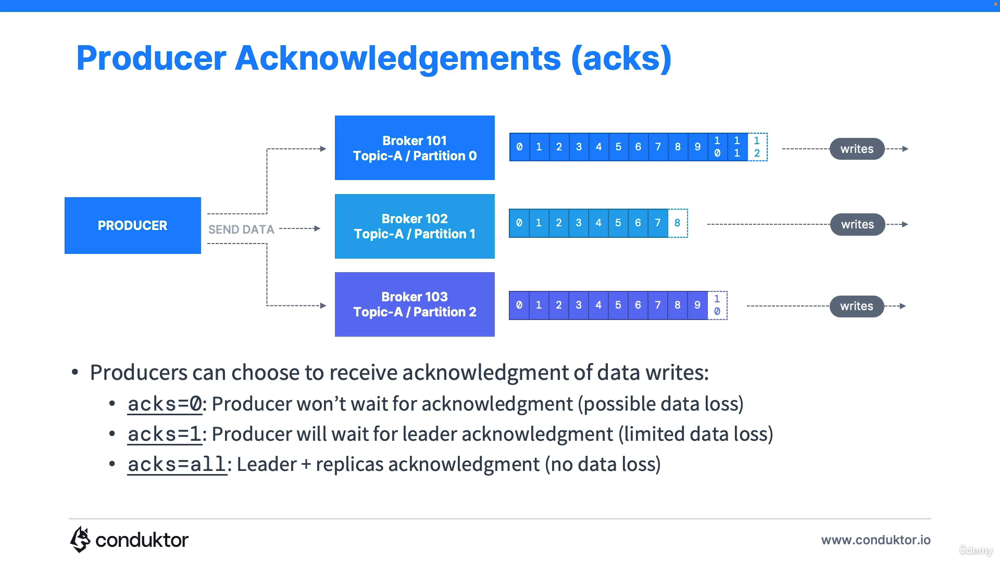 Producer Acknowledgements (acks)
PRODUCER
SEND DATA
Broker 101
Topic-A / Partition 0
0 1 2 3 4 5 6 7 8 9 10 11 12
writes
Broker 102
Topic-A / Partition 1
0 1 2 3 4 5 6 7 8
writes
Broker 103
Topic-A / Partition 2
0 1 2 3 4 5 6 7 8 9 10
writes
• Producers can choose to receive acknowledgment of data writes:
• acks=0: Producer won’t wait for acknowledgment (possible data loss)
• acks=1: Producer will wait for leader acknowledgment (limited data loss)
• acks=all: Leader + replicas acknowledgment (no data loss)
conduktor
www.conduktor.io
ûdemy